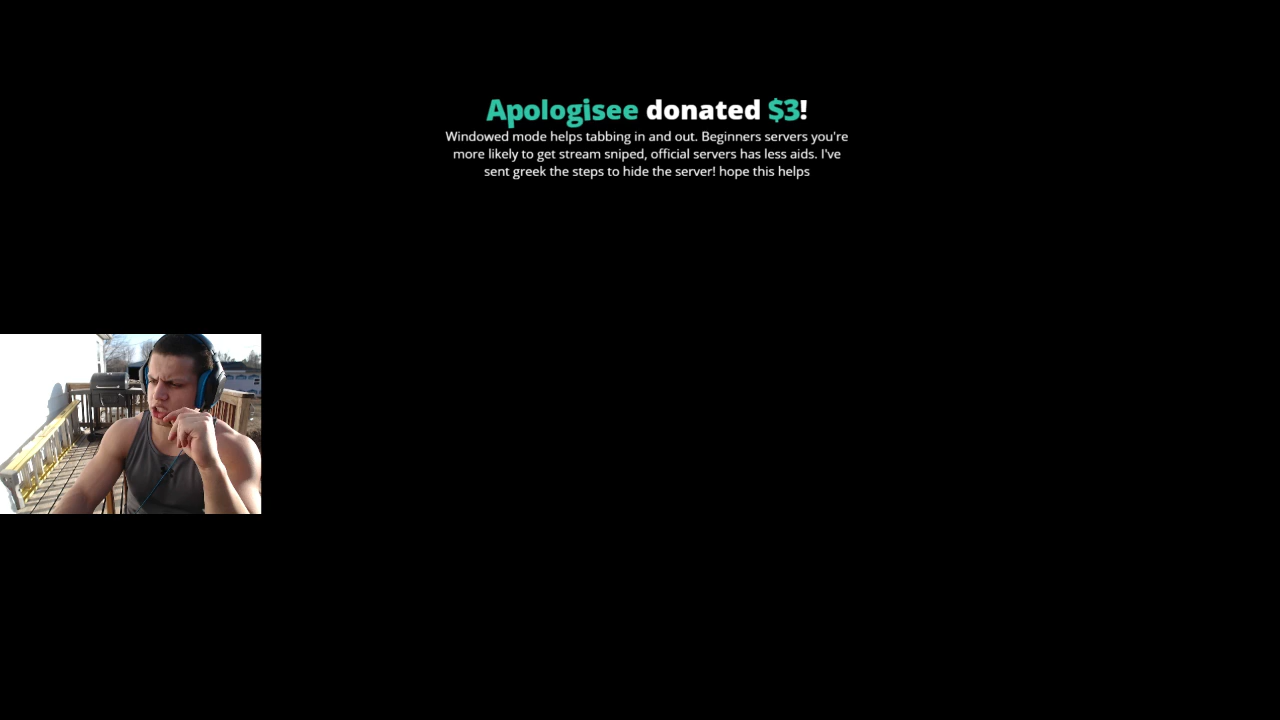 Apologisee donated $3!
Windowed mode helps tabbing in and out. Beginners servers you're
more likely to get stream sniped, official servers has less aids. I've
sent greek the steps to hide the server! hope this helps